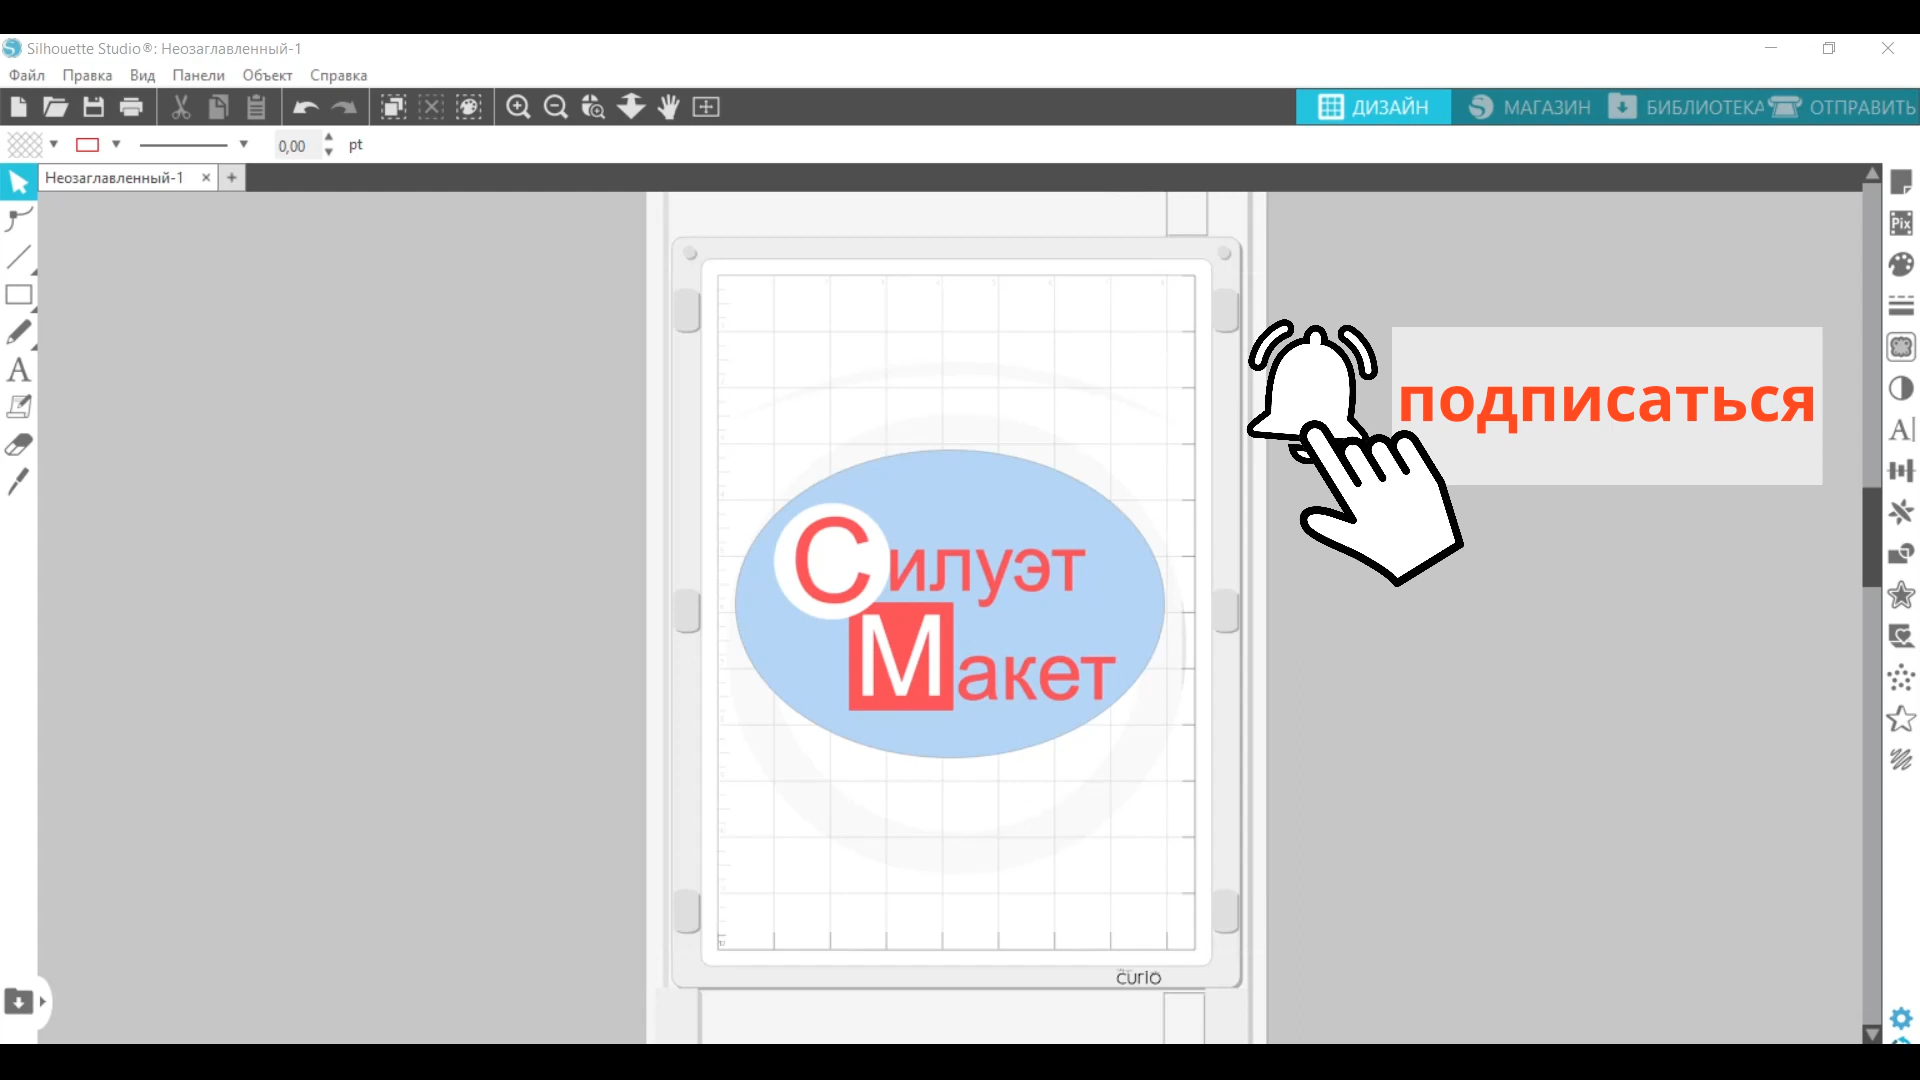 Silhouette Studio®: Неозаглавленный-1
Файл Правка Вид Панели Объект Справка
ДИЗАЙН МАГАЗИН БИБЛИОТЕКА ОТПРАВИТЬ
0,00 pt
Неозаглавленный-1
Pix
подписаться
Силуэт
Макет
curio